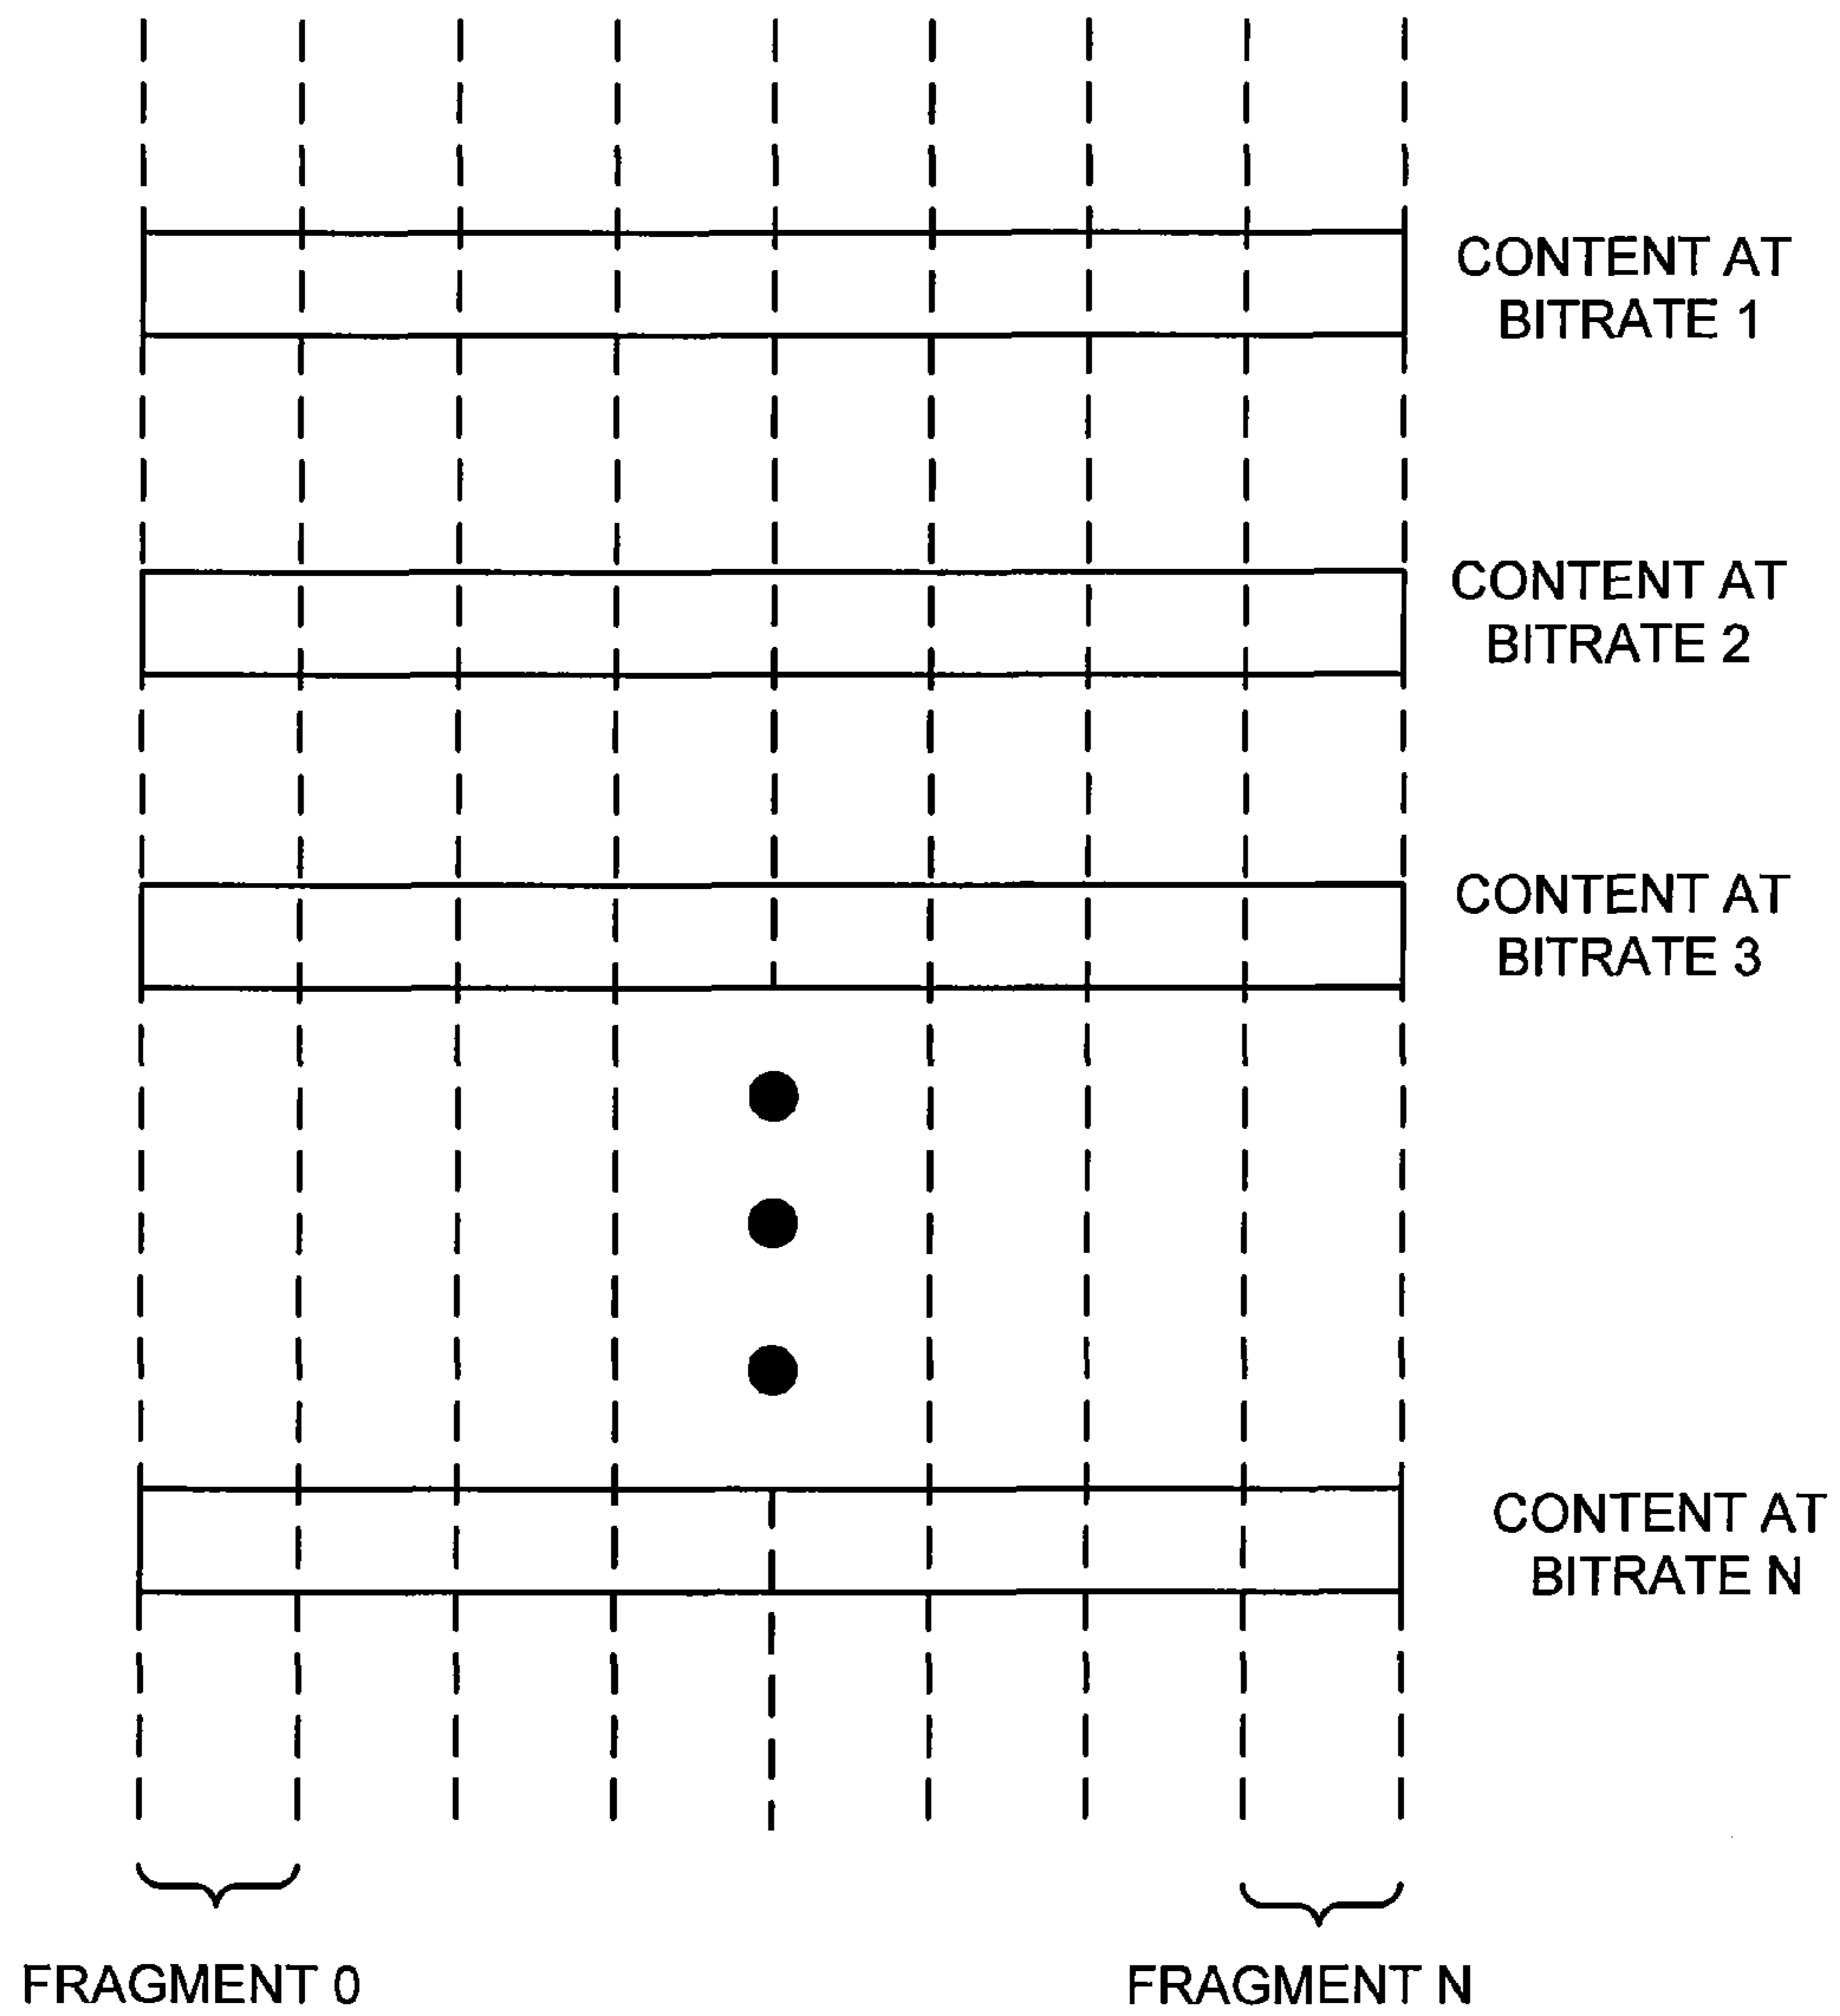 CONTENT AT
BITRATE 1
CONTENT AT
BITRATE 2
CONTENT AT
BITRATE 3
CONTENT AT
BITRATE N
FRAGMENT 0
FRAGMENT N